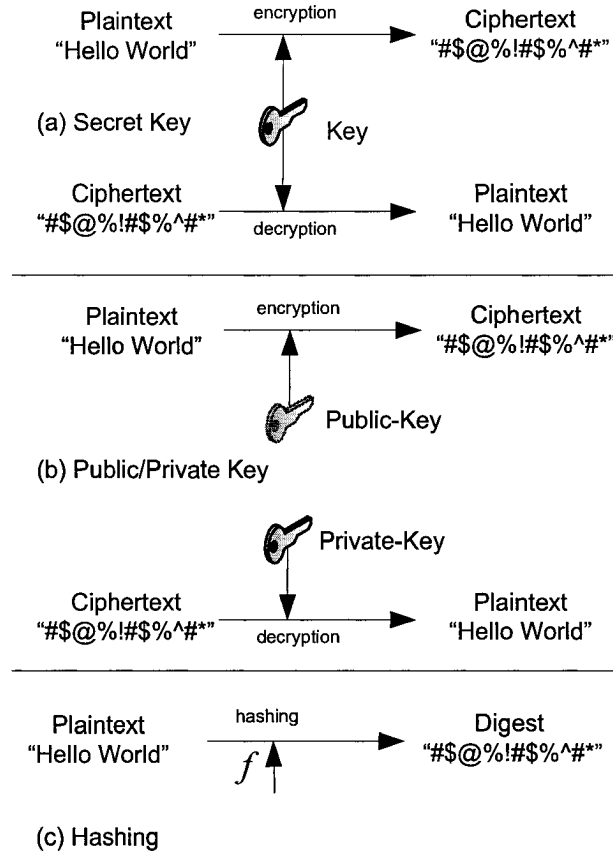 Plaintext
"Hello World"
encryption
Ciphertext
"#$@%!#$%^#*"
(a) Secret Key
Key
Ciphertext
"#$@%!#$%^#*"
decryption
Plaintext
"Hello World"
Plaintext
"Hello World"
encryption
Ciphertext
"#$@%!#$%^#*"
Public-Key
(b) Public/Private Key
Private-Key
Ciphertext
"#$@%!#$%^#*"
decryption
Plaintext
"Hello World"
Plaintext
"Hello World"
hashing
f
Digest
"#$@%!#$%^#*"
(c) Hashing